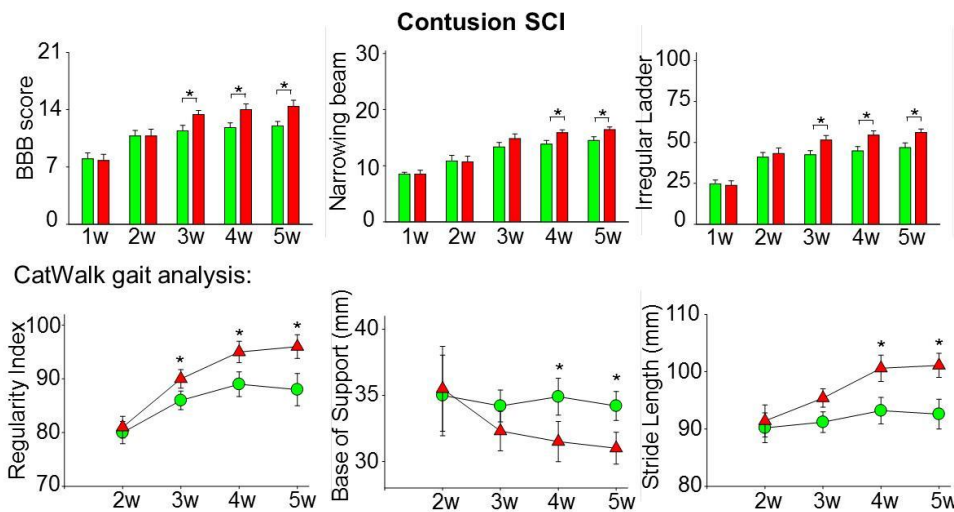 Contusion SCI
BBB score
21
14
7
0
* * *
1w 2w 3w 4w 5w
Narrowing beam
30
20
10
0
* *
1w 2w 3w 4w 5w
Irregular Ladder
100
75
50
25
0
* * *
1w 2w 3w 4w 5w
CatWalk gait analysis:
Regularity Index
100
90
80
70
* * *
2w 3w 4w 5w
Base of Support (mm)
40
35
30
* *
2w 3w 4w 5w
Stride Length (mm)
110
100
90
80
* *
2w 3w 4w 5w